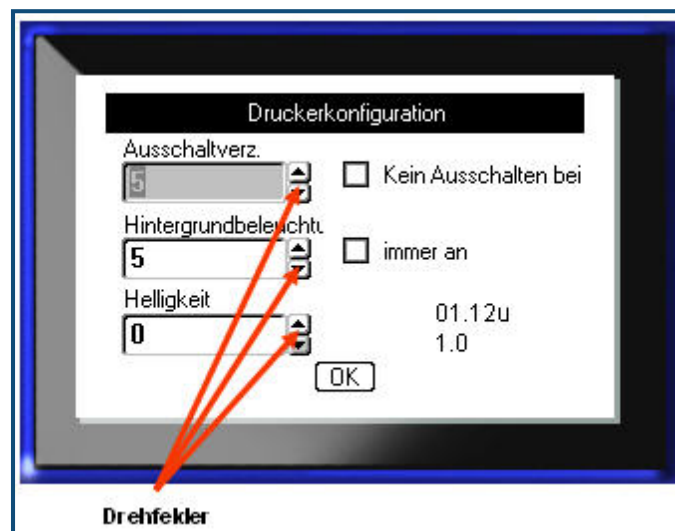 Druckerkonfiguration
Ausschaltverz.
5
Kein Ausschalten bei
Hintergrundbeleuchtu
5
immer an
Helligkeit
0
01.12u
1.0
OK
Drehfekler